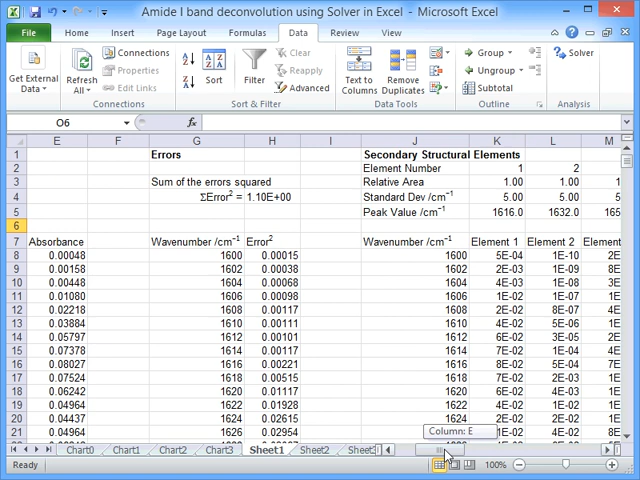 Amide I band deconvolution using Solver in Excel - Microsoft Excel
File Home Insert Page Layout Formulas Data Review View
Get External Data Refresh All Connections Properties Edit Links Sort Filter Clear Reapply Advanced Text to Columns Remove Duplicates Group Ungroup Subtotal Solver
Connections Sort & Filter Data Tools Outline Analysis
O6 fx
E F G H I J K L M
1 Errors Secondary Structural Elements
2 Element Number 1 2
3 Sum of the errors squared Relative Area 1.00 1.00 1
4 ΣError² = 1.10E+00 Standard Dev /cm⁻¹ 5.00 5.00 5
5 Peak Value /cm⁻¹ 1616.0 1632.0 165
6
7 Absorbance Wavenumber /cm⁻¹ Error² Wavenumber /cm⁻¹ Element 1 Element 2 Element
8 0.00048 1600 0.00015 1600 5E-04 1E-10 2E
9 0.00158 1602 0.00038 1602 2E-03 1E-09 5E
10 0.00448 1604 0.00068 1604 4E-03 1E-08 3E
11 0.01080 1606 0.00098 1606 1E-02 1E-07 1E
12 0.02218 1608 0.00117 1608 2E-02 8E-07 4E
13 0.03884 1610 0.00111 1610 4E-02 5E-06
14 0.05797 1612 0.00101 1612 6E-02 3E-05 2E
15 0.07378 1614 0.00117 1614 7E-02 1E-04 6E
16 0.08027 1616 0.00221 1616 8E-02 5E-04
17 0.07524 1618 0.00515 1618 7E-02 2E-03
18 0.06242 1620 0.01117 1620 6E-02 4E-03
19 0.04964 1622 0.01928 1622 4E-02 1E-02
20 0.04437 1624 0.02615 1624 2E-02 2E-02
21 0.04964 1626 0.02954 1E-02 4E-02
Column: E
Chart0 Chart1 Chart2 Chart3 Sheet1 Sheet2 Sheet3
Ready 100%